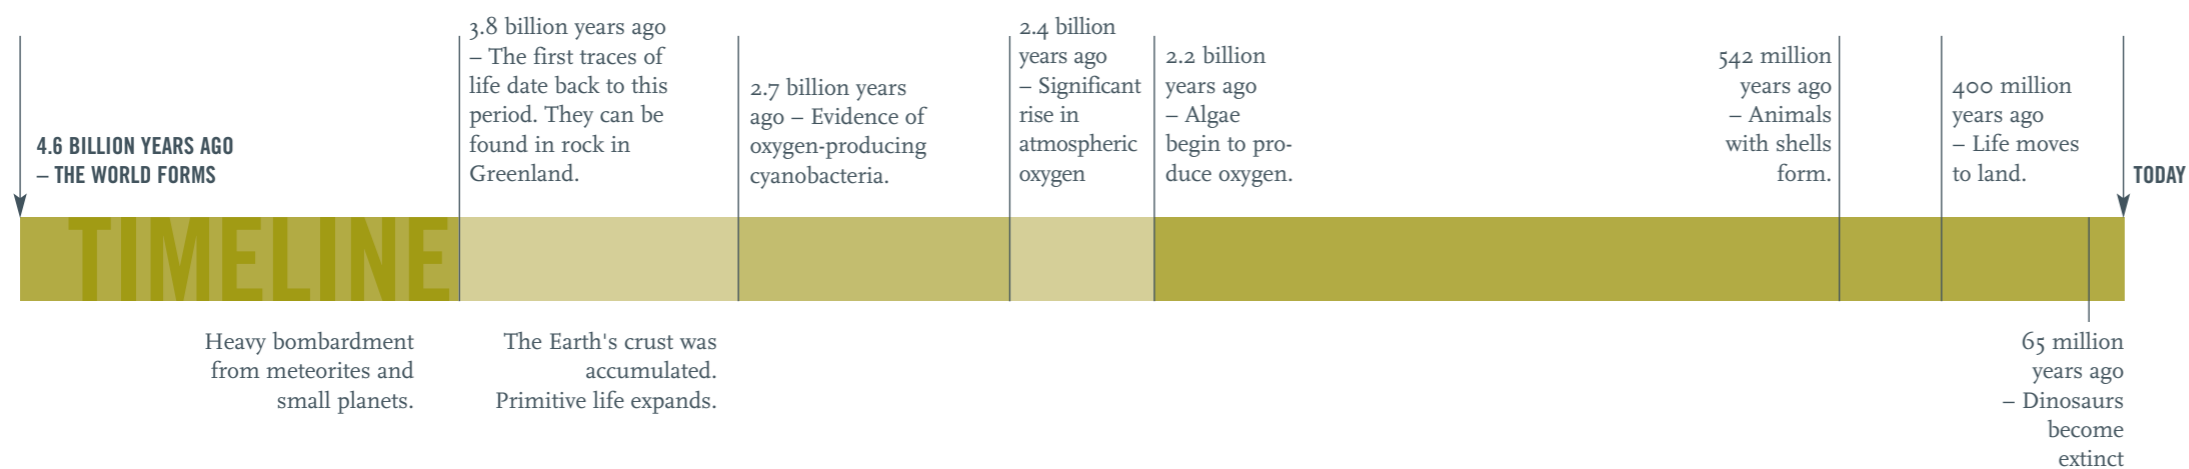 4.6 BILLION YEARS AGO
– THE WORLD FORMS
3.8 billion years ago
– The first traces of
life date back to this
period. They can be
found in rock in
Greenland.
2.7 billion years
ago – Evidence of
oxygen-producing
cyanobacteria.
2.4 billion
years ago
– Significant
rise in
atmospheric
oxygen
2.2 billion
years ago
– Algae
begin to pro-
duce oxygen.
542 million
years ago
– Animals
with shells
form.
400 million
years ago
– Life moves
to land.
TODAY
TIMELINE
Heavy bombardment
from meteorites and
small planets.
The Earth's crust was
accumulated.
Primitive life expands.
65 million
years ago
– Dinosaurs
become
extinct